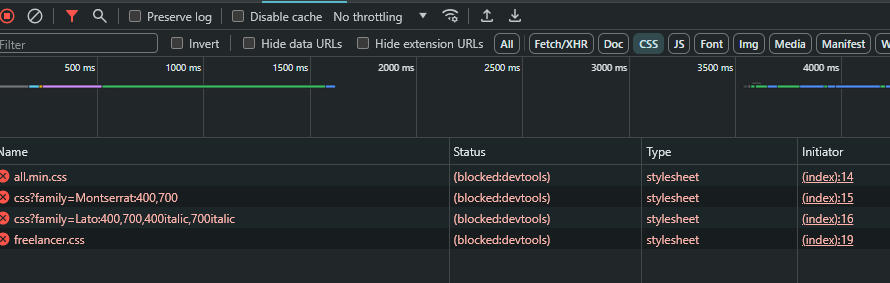 Preserve log Disable cache No throttling
Filter Invert Hide data URLs Hide extension URLs All Fetch/XHR Doc CSS JS Font Img Media Manifest W
500 ms 1000 ms 1500 ms 2000 ms 2500 ms 3000 ms 3500 ms 4000 ms
Name Status Type Initiator
all.min.css (blocked:devtools) stylesheet (index):14
css?family=Montserrat:400,700 (blocked:devtools) stylesheet (index):15
css?family=Lato:400,700,400italic,700italic (blocked:devtools) stylesheet (index):16
freelancer.css (blocked:devtools) stylesheet (index):19